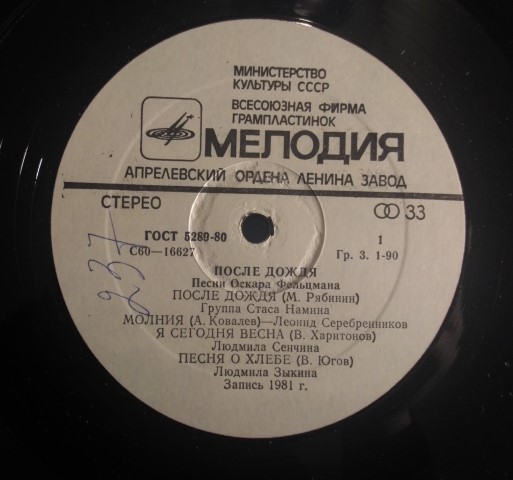 МИНИСТЕРСТВО
КУЛЬТУРЫ СССР
ВСЕСОЮЗНАЯ ФИРМА
ГРАМПЛАСТИНОК
МЕЛОДИЯ
АПРЕЛЕВСКИЙ ОРДЕНА ЛЕНИНА ЗАВОД
СТЕРЕО 33
ГОСТ 5289-80 1
С60—16627 Гр. 3. 1-90
237
ПОСЛЕ ДОЖДЯ
Песни Оскара Фельцмана
ПОСЛЕ ДОЖДЯ (М. Рябинин)
Группа Стаса Намина
МОЛНИЯ (А. Ковалев)—Леонид Серебренников
Я СЕГОДНЯ ВЕСНА (В. Харитонов)
Людмила Сенчина
ПЕСНЯ О ХЛЕБЕ (В. Югов)
Людмила Зыкина
Запись 1981 г.